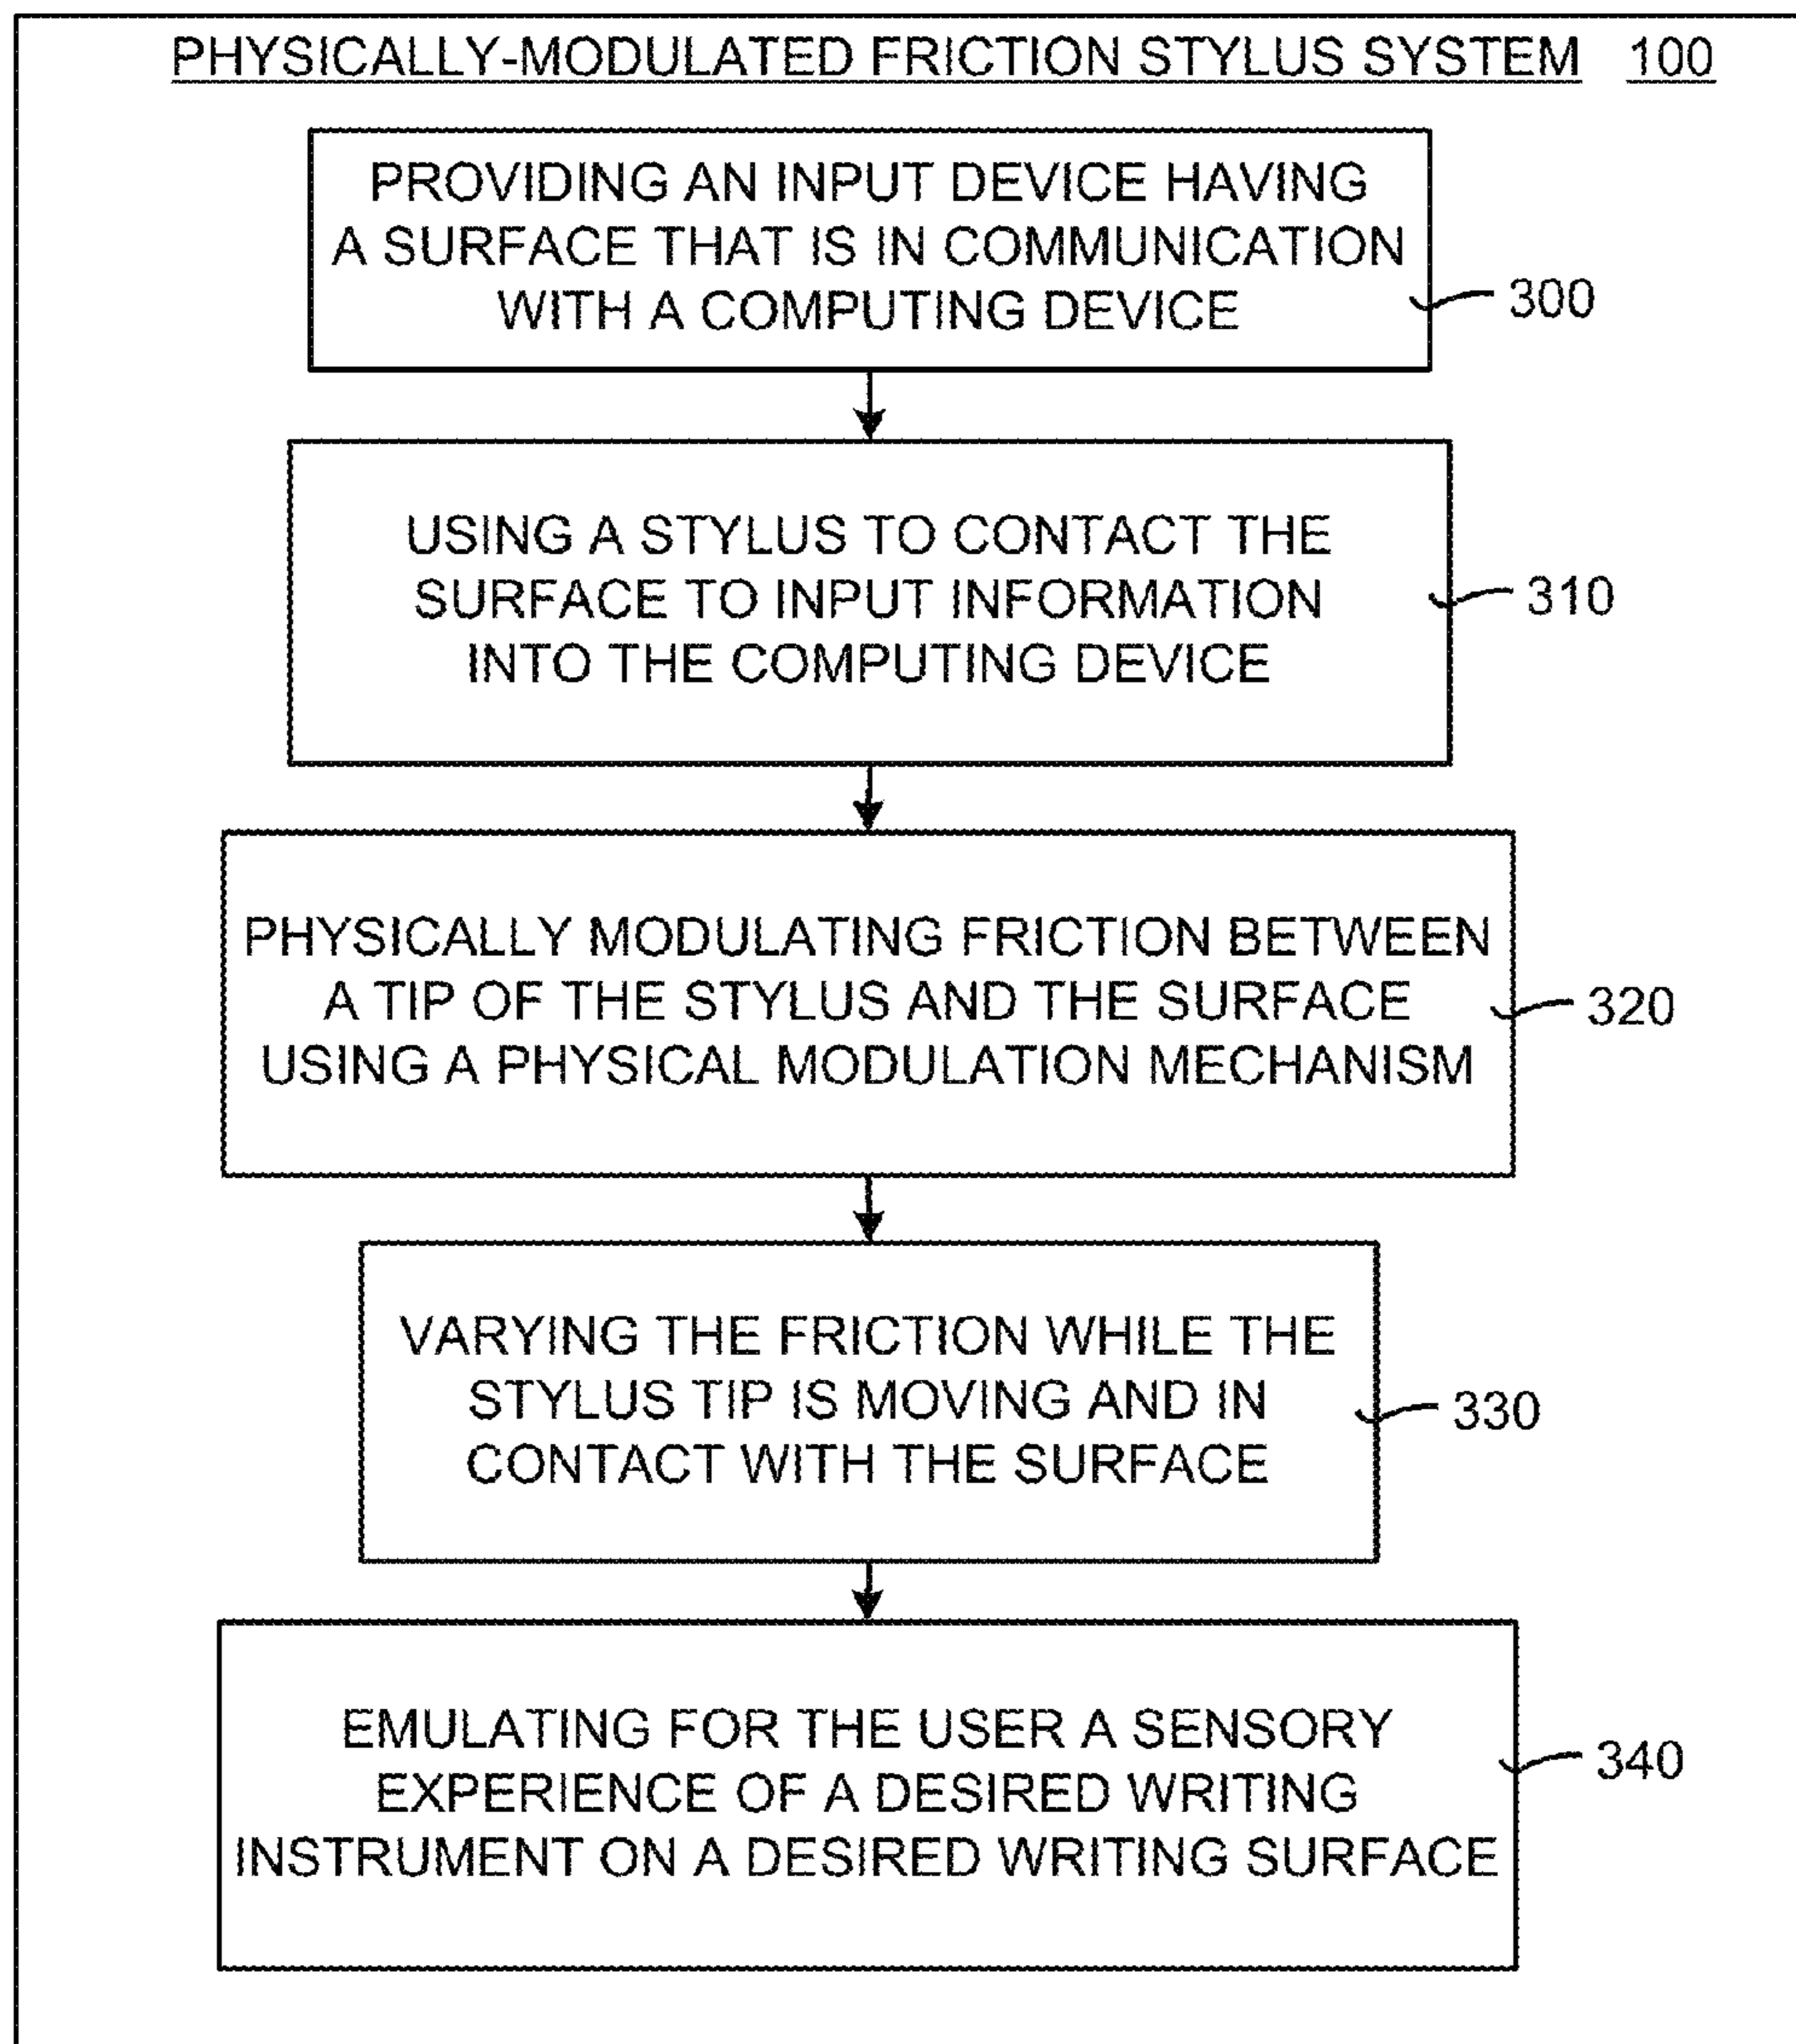 PHYSICALLY-MODULATED FRICTION STYLUS SYSTEM 100
PROVIDING AN INPUT DEVICE HAVING
A SURFACE THAT IS IN COMMUNICATION
WITH A COMPUTING DEVICE
300
USING A STYLUS TO CONTACT THE
SURFACE TO INPUT INFORMATION
INTO THE COMPUTING DEVICE
310
PHYSICALLY MODULATING FRICTION BETWEEN
A TIP OF THE STYLUS AND THE SURFACE
USING A PHYSICAL MODULATION MECHANISM
320
VARYING THE FRICTION WHILE THE
STYLUS TIP IS MOVING AND IN
CONTACT WITH THE SURFACE
330
EMULATING FOR THE USER A SENSORY
EXPERIENCE OF A DESIRED WRITING
INSTRUMENT ON A DESIRED WRITING SURFACE
340